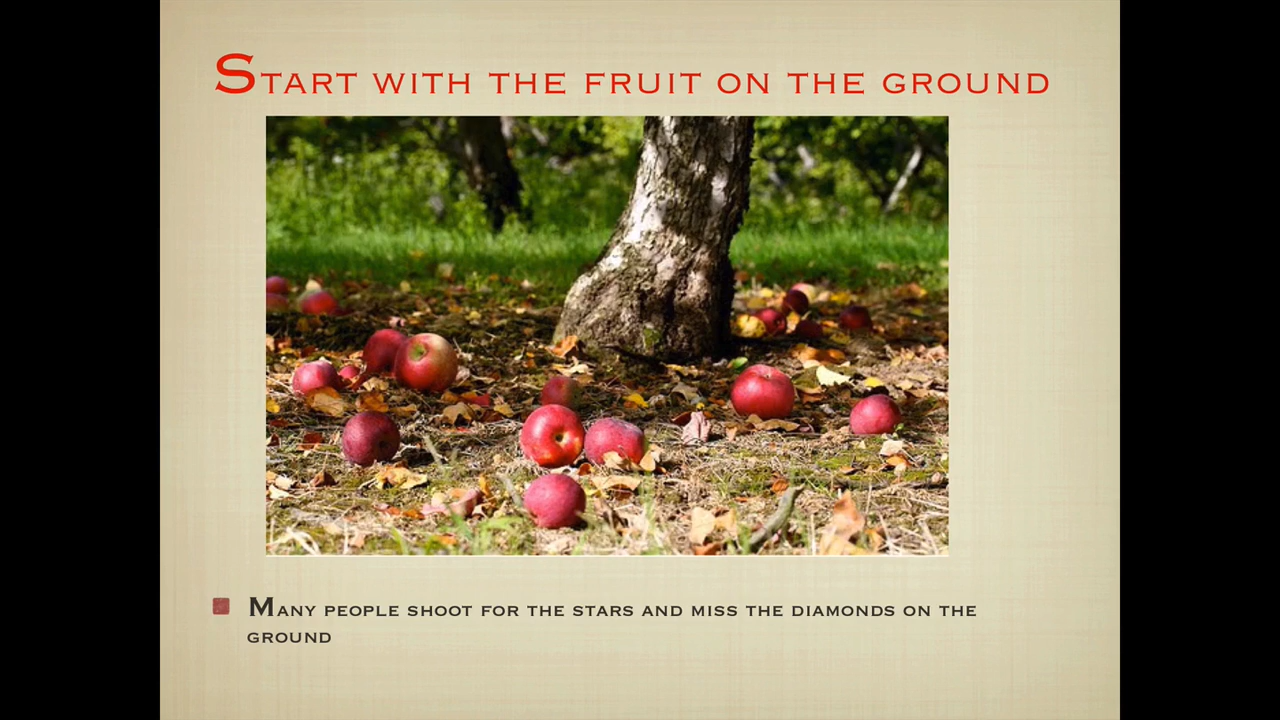 Start with the fruit on the ground
Many people shoot for the stars and miss the diamonds on the
ground